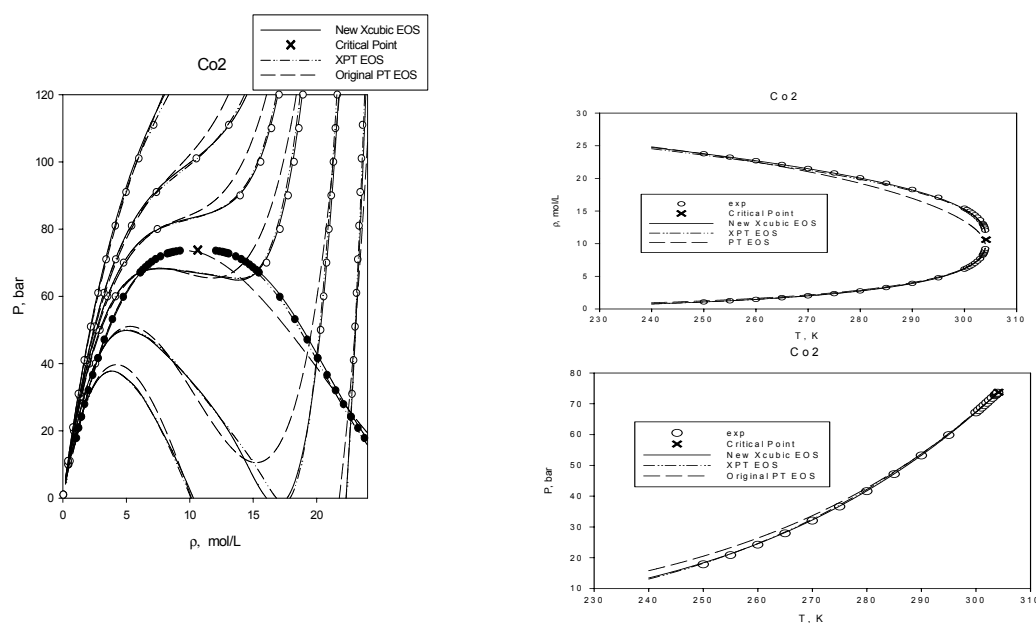 New Xcubic EOS
Critical Point
XPT EOS
Original PT EOS
Co2
120
100
80
60
40
20
0
P, bar
0 5 10 15 20
ρ, mol/L
Co2
30
25
20
15
10
5
0
ρ, mol/L
exp
Critical Point
New Xcubic EOS
XPT EOS
PT EOS
230 240 250 260 270 280 290 300 310
T, K
Co2
80
70
60
50
40
30
20
10
P, bar
exp
Critical Point
New Xcubic EOS
XPT EOS
Original PT EOS
230 240 250 260 270 280 290 300 310
T, K